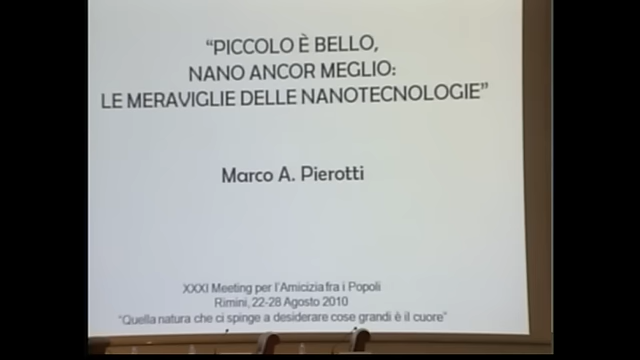 “PICCOLO È BELLO,
NANO ANCOR MEGLIO:
LE MERAVIGLIE DELLE NANOTECNOLOGIE”
Marco A. Pierotti
XXXI Meeting per l’Amicizia fra i Popoli
Rimini, 22-28 Agosto 2010
“Quella natura che ci spinge a desiderare cose grandi è il cuore”